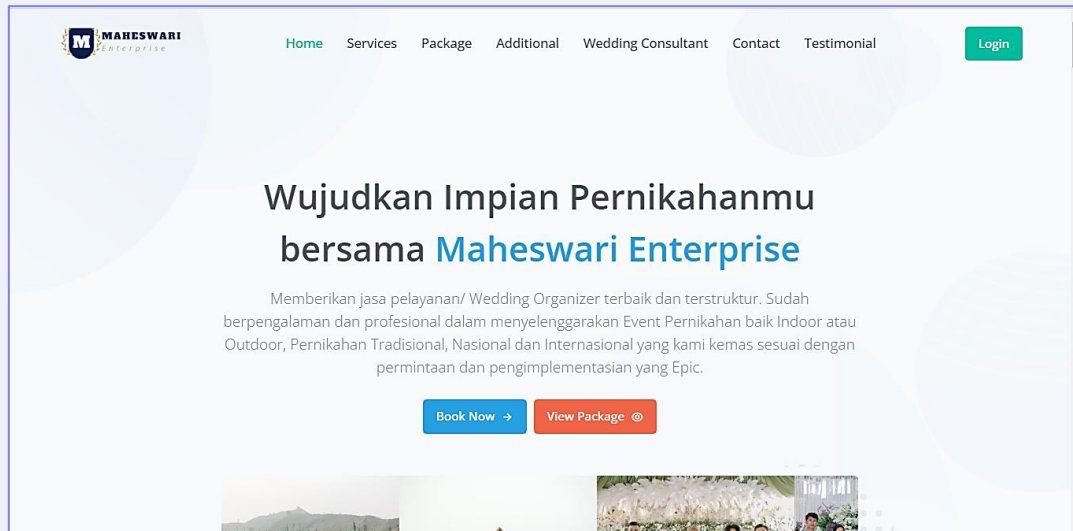 MAHESWARI
Enterprise
Home Services Package Additional Wedding Consultant Contact Testimonial Login
Wujudkan Impian Pernikahanmu
bersama Maheswari Enterprise
Memberikan jasa pelayanan/ Wedding Organizer terbaik dan terstruktur. Sudah
berpengalaman dan profesional dalam menyelenggarakan Event Pernikahan baik Indoor atau
Outdoor, Pernikahan Tradisional, Nasional dan Internasional yang kami kemas sesuai dengan
permintaan dan pengimplementasian yang Epic.
Book Now → View Package